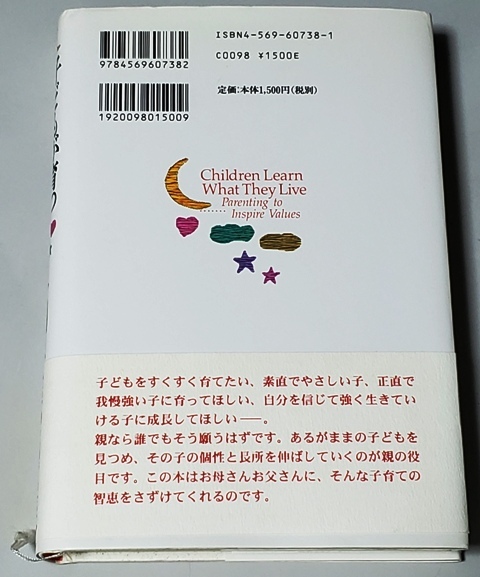 ISBN4-569-60738-1
9784569607382
C0098 ¥1500E
定価:本体1,500円(税別)
1920098015009
Children Learn
What They Live
Parenting to
Inspire Values
子どもをすくすく育てたい、素直でやさしい子、正直で
我慢強い子に育ってほしい、自分を信じて強く生きてい
ける子に成長してほしい──。
親なら誰でもそう願うはずです。あるがままの子どもを
見つめ、その子の個性と長所を伸ばしていくのが親の役
目です。この本はお母さんお父さんに、そんな子育ての
智恵をさずけてくれるのです。